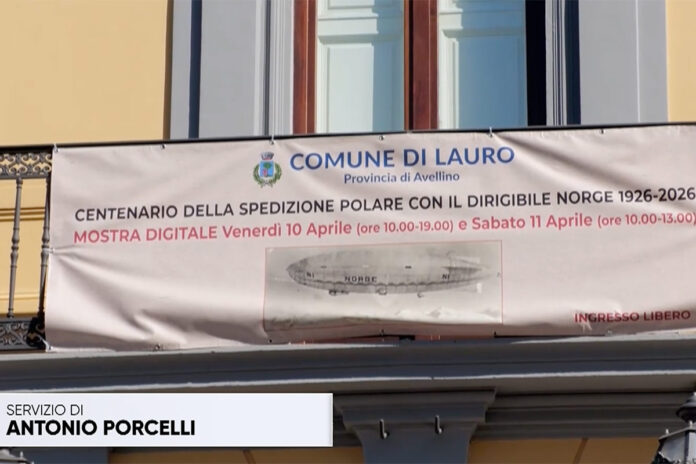 COMUNE DI LAURO
Provincia di Avellino
CENTENARIO DELLA SPEDIZIONE POLARE CON IL DIRIGIBILE NORGE 1926-2026
MOSTRA DIGITALE Venerdì 10 Aprile (ore 10.00-19.00) e Sabato 11 Aprile (ore 10.00-13.00)
N1 NORGE N1
INGRESSO LIBERO
SERVIZIO DI
ANTONIO PORCELLI